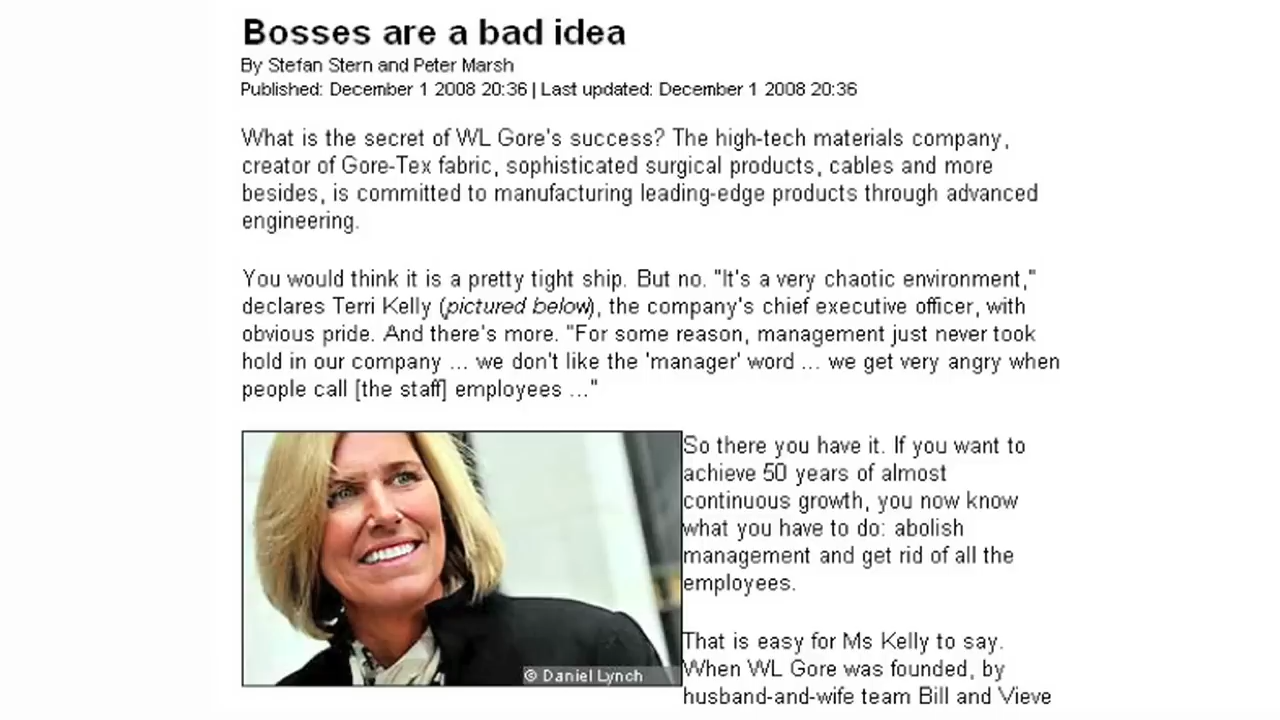 Bosses are a bad idea
By Stefan Stern and Peter Marsh
Published: December 1 2008 20:36 | Last updated: December 1 2008 20:36
What is the secret of WL Gore's success? The high-tech materials company,
creator of Gore-Tex fabric, sophisticated surgical products, cables and more
besides, is committed to manufacturing leading-edge products through advanced
engineering.
You would think it is a pretty tight ship. But no. "It's a very chaotic environment,"
declares Terri Kelly (pictured below), the company's chief executive officer, with
obvious pride. And there's more. "For some reason, management just never took
hold in our company ... we don't like the 'manager' word ... we get very angry when
people call [the staff] employees ..."
So there you have it. If you want to
achieve 50 years of almost
continuous growth, you now know
what you have to do: abolish
management and get rid of all the
employees.
That is easy for Ms Kelly to say.
When WL Gore was founded, by
husband-and-wife team Bill and Vieve
© Daniel Lynch